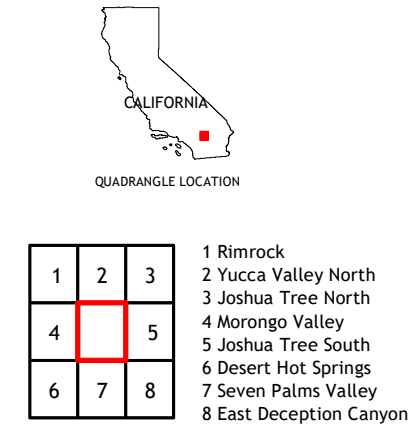 CALIFORNIA
QUADRANGLE LOCATION
1 2 3
4 5
6 7 8
1 Rimrock
2 Yucca Valley North
3 Joshua Tree North
4 Morongo Valley
5 Joshua Tree South
6 Desert Hot Springs
7 Seven Palms Valley
8 East Deception Canyon